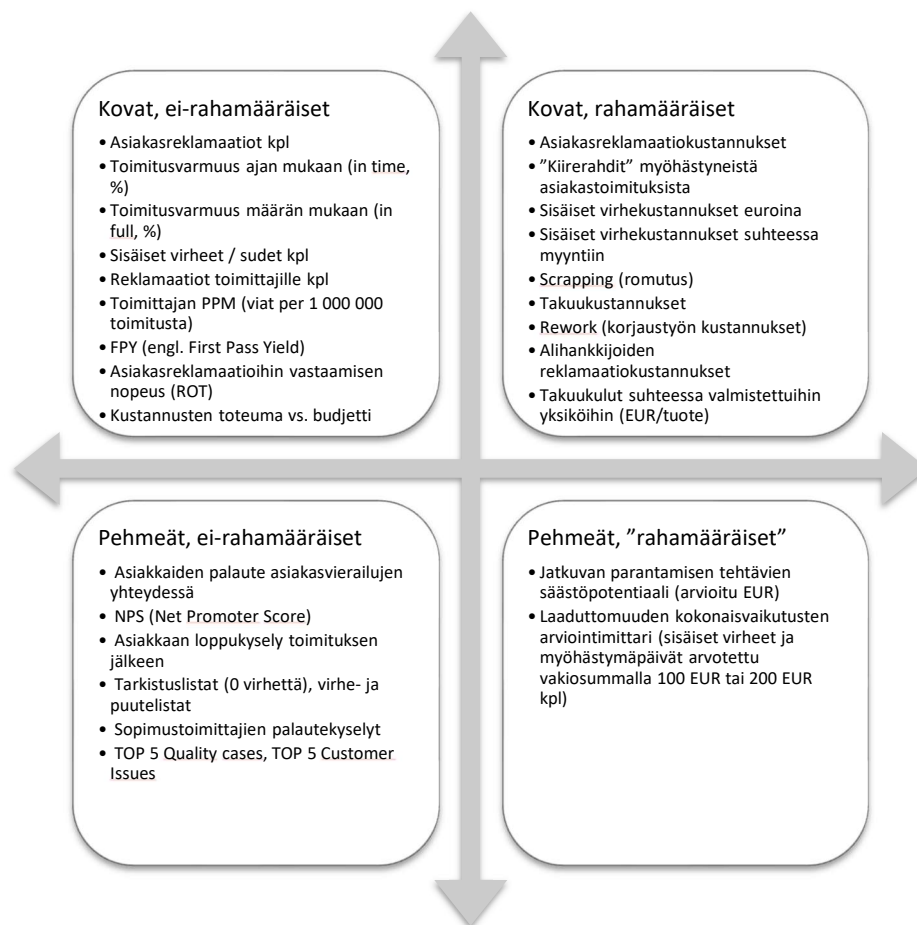 Kovat, ei-rahamääräiset
• Asiakasreklamaatiot kpl
• Toimitusvarmuus ajan mukaan (in time,
%)
• Toimitusvarmuus määrän mukaan (in
full, %)
• Sisäiset virheet / sudet kpl
• Reklamaatiot toimittajille kpl
• Toimittajan PPM (viat per 1 000 000
toimitusta)
• FPY (engl. First Pass Yield)
• Asiakasreklamaatioihin vastaamisen
nopeus (ROT)
• Kustannusten toteuma vs. budjetti
Kovat, rahamääräiset
• Asiakasreklamaatiokustannukset
• ”Kiirerahdit” myöhästyneistä
asiakastoimituksista
• Sisäiset virhekustannukset euroina
• Sisäiset virhekustannukset suhteessa
myyntiin
• Scrapping (romutus)
• Takuukustannukset
• Rework (korjaustyön kustannukset)
• Alihankkijoiden
reklamaatiokustannukset
• Takuukulut suhteessa valmistettuihin
yksiköihin (EUR/tuote)
Pehmeät, ei-rahamääräiset
• Asiakkaiden palaute asiakasvierailujen
yhteydessä
• NPS (Net Promoter Score)
• Asiakkaan loppukysely toimituksen
jälkeen
• Tarkistuslistat (0 virhettä), virhe- ja
puutelistat
• Sopimustoimittajien palautekyselyt
• TOP 5 Quality cases, TOP 5 Customer
Issues
Pehmeät, ”rahamääräiset”
• Jatkuvan parantamisen tehtävien
säästöpotentiaali (arvioitu EUR)
• Laaduttomuuden kokonaisvaikutusten
arviointimittari (sisäiset virheet ja
myöhästymäpäivät arvotettu
vakiosummalla 100 EUR tai 200 EUR
kpl)